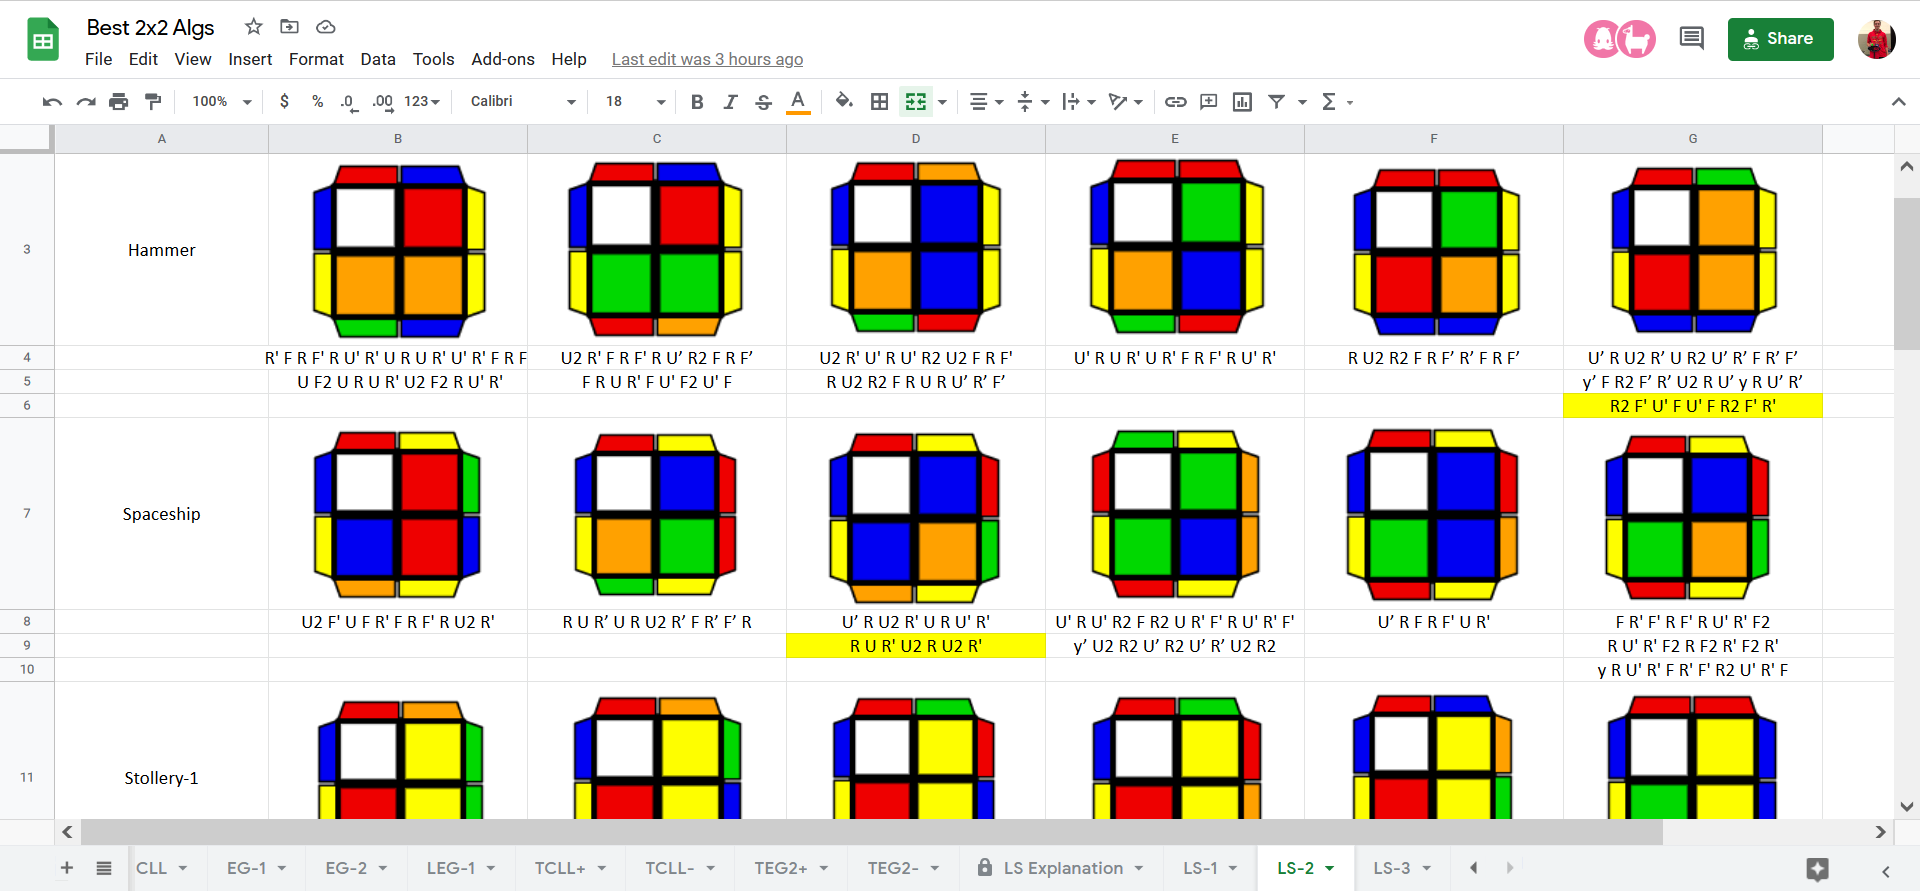 Best 2x2 Algs
File Edit View Insert Format Data Tools Add-ons Help Last edit was 3 hours ago
Share
100% $ % .0 .00 123 Calibri 18 B I S A Σ
A B C D E F G
3 Hammer
4 R' F R F' R U' R' U R U R' U' R' F R F U2 R' F R F' R U’ R2 F R F’ U2 R' U' R U' R2 U2 F R F' U' R U R' U R' F R F' R U' R' R U2 R2 F R F’ R’ F R F’ U’ R U2 R’ U R2 U’ R’ F R’ F’
5 U F2 U R U R' U2 F2 R U' R' F R U R' F U' F2 U' F R U2 R2 F R U R U’ R’ F’ y’ F R2 F’ R’ U2 R U’ y R U’ R’
6 R2 F' U' F U' F R2 F' R'
7 Spaceship
8 U2 F' U F R' F R F' R U2 R' R U R’ U R U2 R’ F R’ F’ R U’ R U2 R' U R U' R' U' R U' R2 F R2 U R' F' R U' R' F' U’ R F R F' U R' F R' F' R' F' R U' R' F2
9 R U R' U2 R U2 R' y’ U2 R2 U’ R2 U’ R’ U2 R2 R U' R' F2 R F2 R' F2 R'
10 y R U' R' F R' F' R2 U' R' F
11 Stollery-1
CLL EG-1 EG-2 LEG-1 TCLL+ TCLL- TEG2+ TEG2- LS Explanation LS-1 LS-2 LS-3